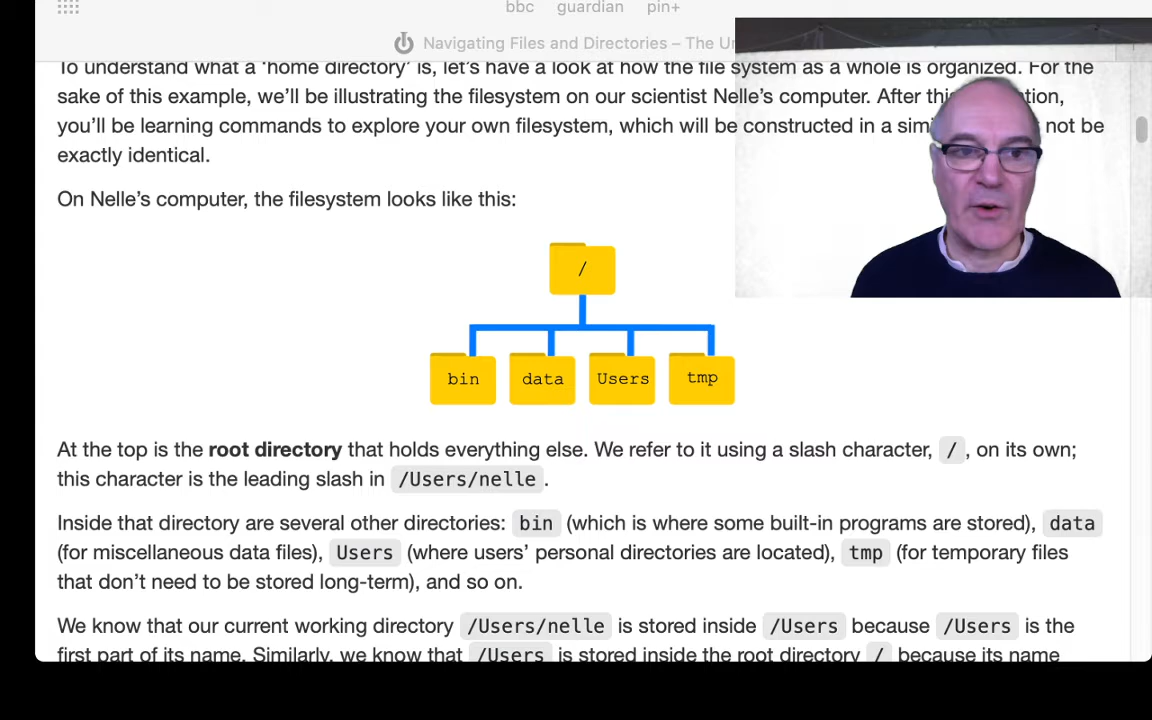 bbc guardian pin+
Navigating Files and Directories – The Un
To understand what a ‘home directory’ is, let’s have a look at how the file system as a whole is organized. For the
sake of this example, we’ll be illustrating the filesystem on our scientist Nelle’s computer. After this
you’ll be learning commands to explore your own filesystem, which will be constructed in a not be
exactly identical.
On Nelle’s computer, the filesystem looks like this:
/
bin data Users tmp
At the top is the root directory that holds everything else. We refer to it using a slash character, /, on its own;
this character is the leading slash in /Users/nelle.
Inside that directory are several other directories: bin (which is where some built-in programs are stored), data
(for miscellaneous data files), Users (where users’ personal directories are located), tmp (for temporary files
that don’t need to be stored long-term), and so on.
We know that our current working directory /Users/nelle is stored inside /Users because /Users is the
first part of its name. Similarly, we know that /Users is stored inside the root directory / because its name